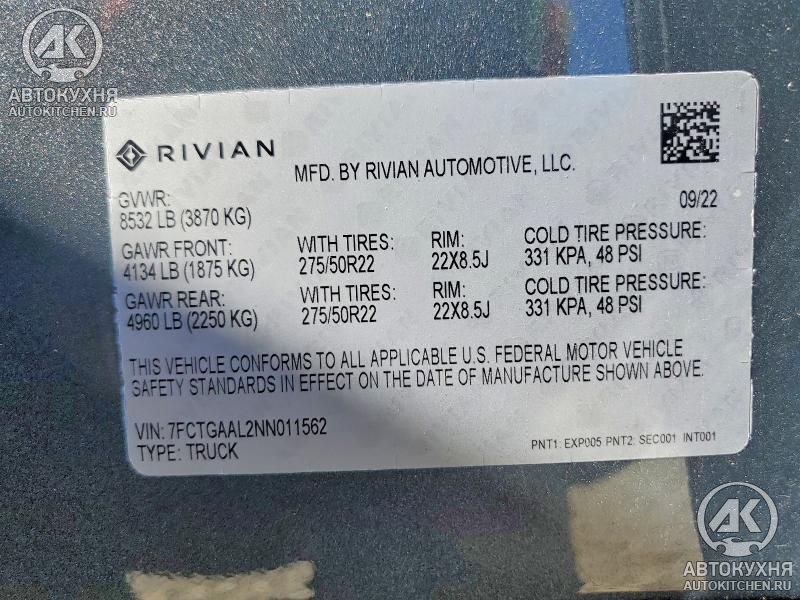 AK
АВТОКУХНЯ
AUTOKITCHEN.RU
RIVIAN
MFD. BY RIVIAN AUTOMOTIVE, LLC.
09/22
GVWR:
8532 LB (3870 KG)
GAWR FRONT: WITH TIRES: RIM: COLD TIRE PRESSURE:
4134 LB (1875 KG) 275/50R22 22X8.5J 331 KPA, 48 PSI
GAWR REAR: WITH TIRES: RIM: COLD TIRE PRESSURE:
4960 LB (2250 KG) 275/50R22 22X8.5J 331 KPA, 48 PSI
THIS VEHICLE CONFORMS TO ALL APPLICABLE U.S. FEDERAL MOTOR VEHICLE
SAFETY STANDARDS IN EFFECT ON THE DATE OF MANUFACTURE SHOWN ABOVE.
VIN: 7FCTGAAL2NN011562
TYPE: TRUCK
PNT1: EXP005 PNT2: SEC001 INT001
AK
АВТОКУХНЯ
AUTOKITCHEN.RU